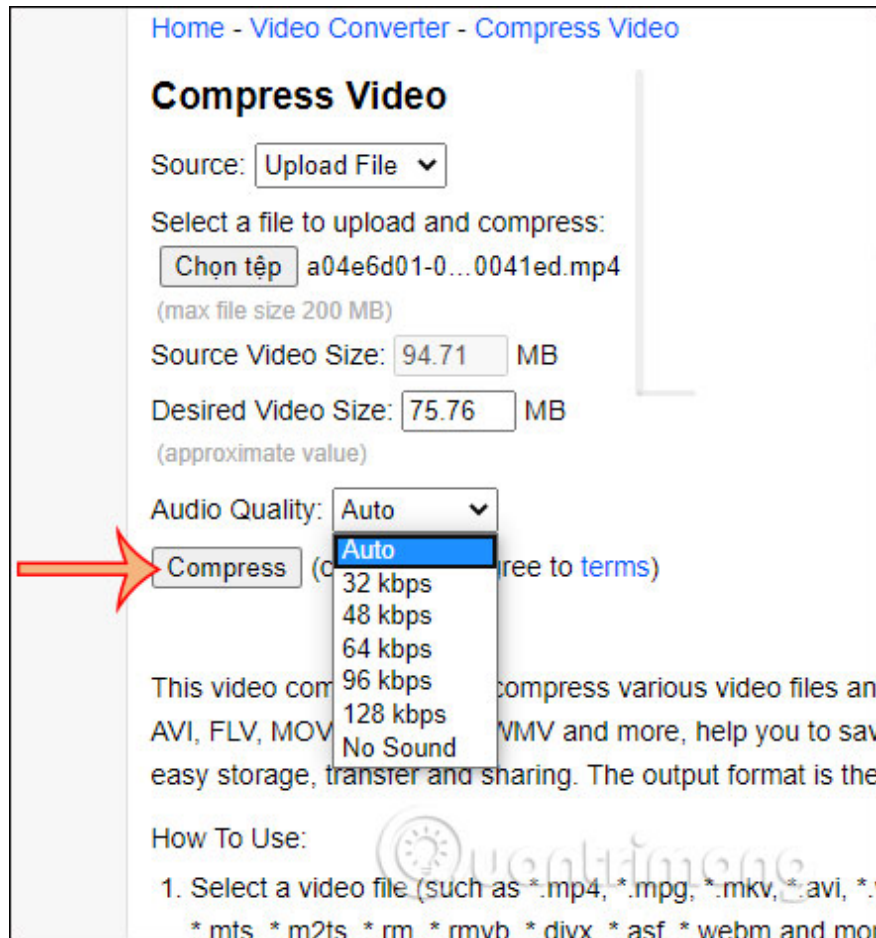 Home - Video Converter - Compress Video
Compress Video
Source: Upload File
Select a file to upload and compress:
Chọn tệp a04e6d01-0...0041ed.mp4
(max file size 200 MB)
Source Video Size: 94.71 MB
Desired Video Size: 75.76 MB
(approximate value)
Audio Quality: Auto
Auto
Compress ree to terms)
32 kbps
48 kbps
64 kbps
96 kbps
128 kbps
No Sound
This video com compress various video files an
AVI, FLV, MOV WMV and more, help you to sav
easy storage, transfer and sharing. The output format is the
How To Use:
Quantrimang
1. Select a video file (such as *.mp4, *.mpg, *.mkv, *.avi, *.
*.mts, *.m2ts, *.rm, *.rmvb, *.divx, *.asf, *.webm and mor